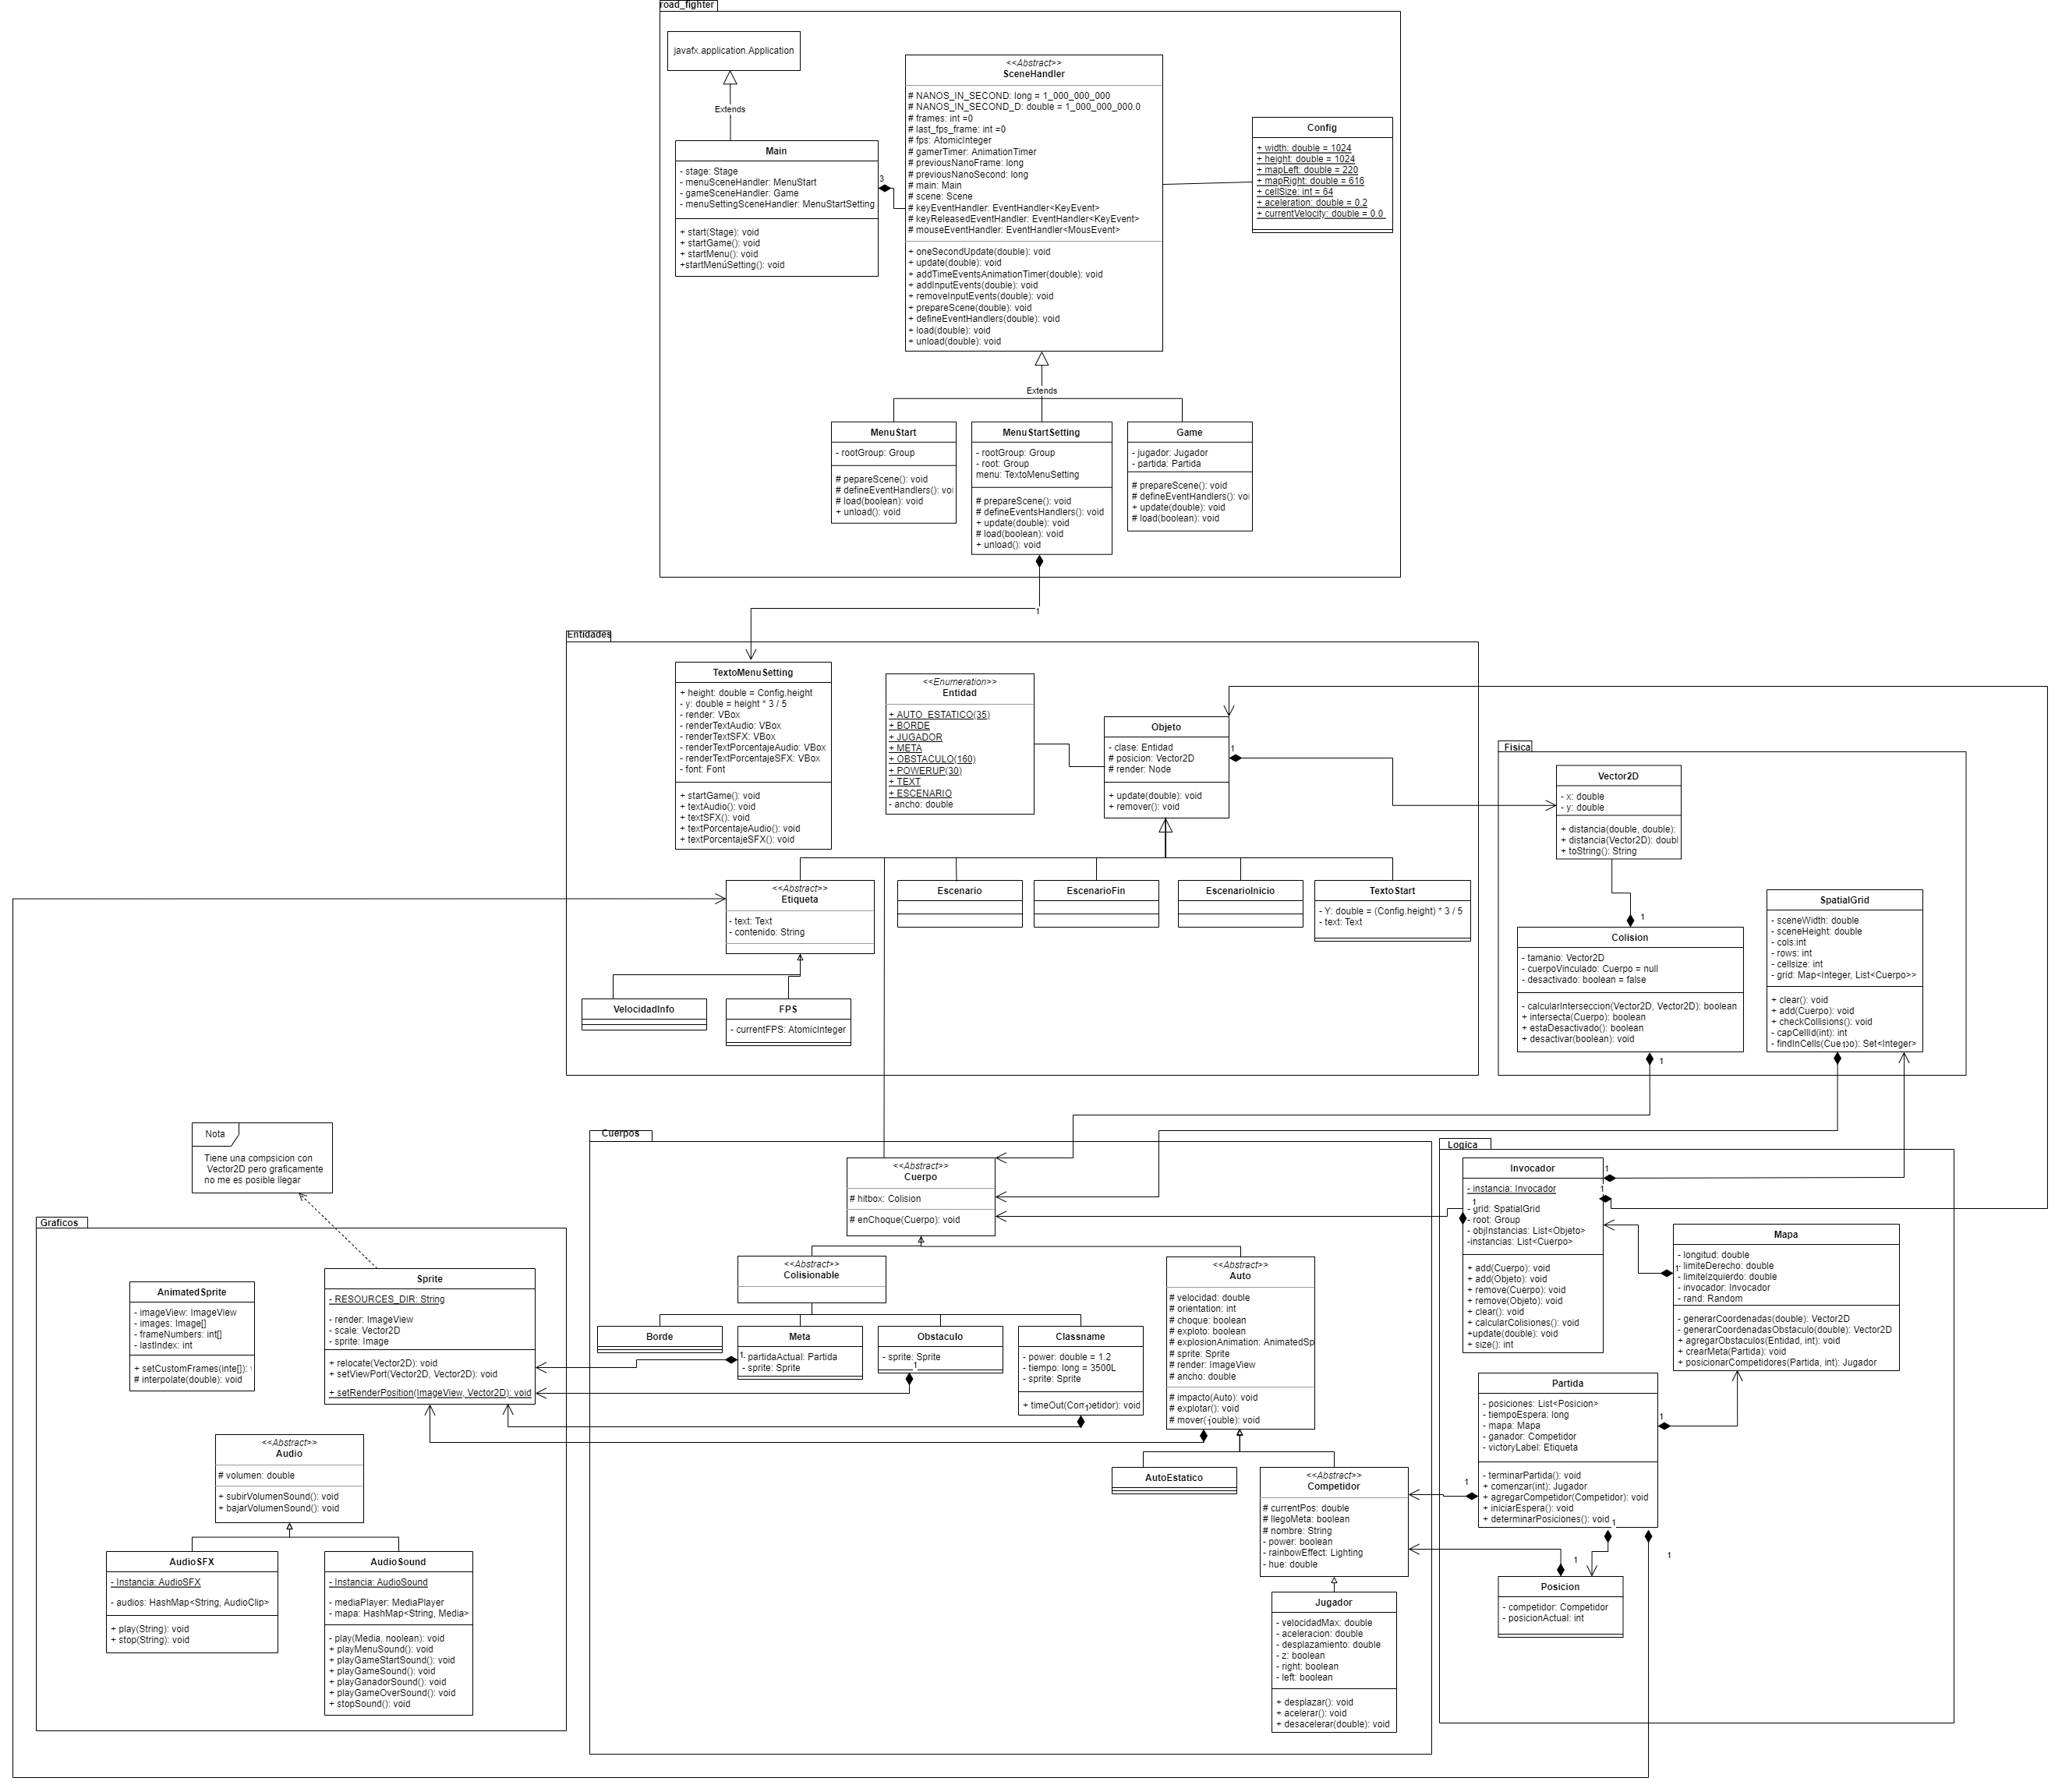 road_fighter
javafx.application.Application
Extends
Main
- stage: Stage
- menuSceneHandler: MenuStart
- gameSceneHandler: Game
- menuSettingSceneHandler: MenuStartSetting
+ start(Stage): void
+ startGame(): void
+ startMenu(): void
+startMenúSetting(): void
3
<<Abstract>>
SceneHandler
# NANOS_IN_SECOND: long = 1_000_000_000
# NANOS_IN_SECOND_D: double = 1_000_000_000.0
# frames: int =0
# last_fps_frame: int =0
# fps: AtomicInteger
# gamerTimer: AnimationTimer
# previousNanoFrame: long
# previousNanoSecond: long
# main: Main
# scene: Scene
# keyEventHandler: EventHandler<KeyEvent>
# keyReleasedEventHandler: EventHandler<KeyEvent>
# mouseEventHandler: EventHandler<MousEvent>
+ oneSecondUpdate(double): void
+ update(double): void
+ addTimeEventsAnimationTimer(double): void
+ addInputEvents(double): void
+ removeInputEvents(double): void
+ prepareScene(double): void
+ defineEventHandlers(double): void
+ load(double): void
+ unload(double): void
Config
+ width: double = 1024
+ height: double = 1024
+ mapLeft: double = 220
+ mapRight: double = 616
+ cellSize: int = 64
+ aceleration: double = 0.2
+ currentVelocity: double = 0.0
Extends
MenuStart
- rootGroup: Group
# pepareScene(): void
# defineEventHandlers(): voi
# load(boolean): void
+ unload(): void
MenuStartSetting
- rootGroup: Group
- root: Group
menu: TextoMenuSetting
# prepareScene(): void
# defineEventsHandlers(): void
+ update(double): void
# load(boolean): void
+ unload(): void
Game
- jugador: Jugador
- partida: Partida
# prepareScene(): void
# defineEventHandlers(): voi
+ update(double): void
# load(boolean): void
1
Entidades
TextoMenuSetting
+ height: double = Config.height
- y: double = height * 3 / 5
- render: VBox
- renderTextAudio: VBox
- renderTextSFX: VBox
- renderTextPorcentajeAudio: VBox
- renderTextPorcentajeSFX: VBox
- font: Font
+ startGame(): void
+ textAudio(): void
+ textSFX(): void
+ textPorcentajeAudio(): void
+ textPorcentajeSFX(): void
<<Enumeration>>
Entidad
+ AUTO_ESTATICO(35)
+ BORDE
+ JUGADOR
+ META
+ OBSTACULO(160)
+ POWERUP(30)
+ TEXT
+ ESCENARIO
- ancho: double
Objeto
- clase: Entidad
# posicion: Vector2D
# render: Node
+ update(double): void
+ remover(): void
1
<<Abstract>>
Etiqueta
- text: Text
- contenido: String
Escenario
EscenarioFin
EscenarioInicio
TextoStart
- Y: double = (Config.height) * 3 / 5
- text: Text
VelocidadInfo
FPS
- currentFPS: AtomicInteger
Fisica
Vector2D
- x: double
- y: double
+ distancia(double, double):
+ distancia(Vector2D): doubl
+ toString(): String
1
Colision
- tamanio: Vector2D
- cuerpoVinculado: Cuerpo = null
- desactivado: boolean = false
- calcularInterseccion(Vector2D, Vector2D): boolean
+ intersecta(Cuerpo): boolean
+ estaDesactivado(): boolean
+ desactivar(boolean): void
1
SpatialGrid
- sceneWidth: double
- sceneHeight: double
- cols:int
- rows: int
- cellsize: int
- grid: Map<Integer, List<Cuerpo>>
+ clear(): void
+ add(Cuerpo): void
+ checkCollisions(): void
- capCellId(int): int
- findInCells(Cue1po): Set<Integer>
Nota
Tiene una compsicion con
Vector2D pero graficamente
no me es posible llegar
Graficos
AnimatedSprite
- imageView: ImageView
- images: Image[]
- frameNumbers: int[]
- lastIndex: int
+ setCustomFrames(inte[]):
# interpolate(double): void
Sprite
- RESOURCES_DIR: String
- render: ImageView
- scale: Vector2D
- sprite: Image
+ relocate(Vector2D): void
+ setViewPort(Vector2D, Vector2D): void
+ setRenderPosition(ImageView, Vector2D): void
<<Abstract>>
Audio
# volumen: double
+ subirVolumenSound(): void
+ bajarVolumenSound(): void
AudioSFX
- Instancia: AudioSFX
- audios: HashMap<String, AudioClip>
+ play(String): void
+ stop(String): void
AudioSound
- Instancia: AudioSound
- mediaPlayer: MediaPlayer
- mapa: HashMap<String, Media>
- play(Media, noolean): void
+ playMenuSound(): void
+ playGameStartSound(): void
+ playGameSound(): void
+ playGanadorSound(): void
+ playGameOverSound(): void
+ stopSound(): void
Cuerpos
<<Abstract>>
Cuerpo
# hitbox: Colision
# enChoque(Cuerpo): void
<<Abstract>>
Colisionable
Borde
Meta
1
partidaActual: Partida
- sprite: Sprite
Obstaculo
- sprite: Sprite
1
Classname
- power: double = 1.2
- tiempo: long = 3500L
- sprite: Sprite
+ timeOut(Com1petidor): void
<<Abstract>>
Auto
# velocidad: double
# orientation: int
# choque: boolean
# exploto: boolean
# explosionAnimation: AnimatedSp
# sprite: Sprite
# render: ImageView
# ancho: double
# impacto(Auto): void
# explotar(): void
# mover(1ouble): void
AutoEstatico
<<Abstract>>
Competidor
# currentPos: double
# llegoMeta: boolean
# nombre: String
- power: boolean
- rainbowEffect: Lighting
- hue: double
Jugador
- velocidadMax: double
- aceleracion: double
- desplazamiento: double
- z: boolean
- right: boolean
- left: boolean
+ desplazar(): void
+ acelerar(): void
+ desacelerar(double): void
Logica
Invocador
1
- instancia: Invocador
1
1
- grid: SpatialGrid
- root: Group
- objInstancias: List<Objeto>
-instancias: List<Cuerpo>
+ add(Cuerpo): void
+ add(Objeto): void
+ remove(Cuerpo): void
+ remove(Objeto): void
+ clear(): void
+ calcularColisiones(): void
+update(double): void
+ size(): int
Mapa
- longitud: double
- limiteDerecho: double
1
- limiteIzquierdo: double
- invocador: Invocador
- rand: Random
- generarCoordenadas(double): Vector2D
- generarCoordenadasObstaculo(double): Vector2D
+ agregarObstaculos(Entidad, int): void
+ crearMeta(Partida): void
+ posicionarCompetidores(Partida, int): Jugador
Partida
- posiciones: List<Posicion>
- tiempoEspera: long
- mapa: Mapa
- ganador: Competidor
- victoryLabel: Etiqueta
1
- terminarPartida(): void
+ comenzar(int): Jugador
+ agregarCompetidor(Competidor): void
+ iniciarEspera(): void
+ determinarPosiciones(): void
1
1
1
1
Posicion
- competidor: Competidor
- posicionActual: int